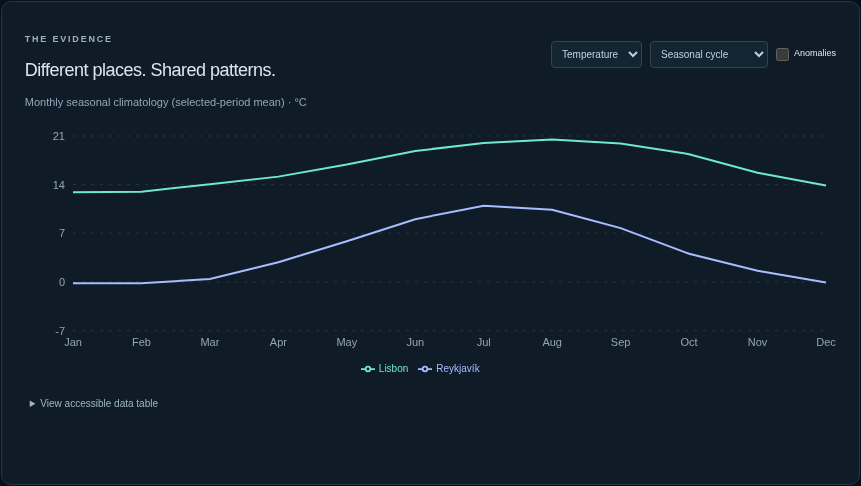 THE EVIDENCE
Different places. Shared patterns.
Temperature
Seasonal cycle
Anomalies
Monthly seasonal climatology (selected-period mean) · °C
21
14
7
0
-7
Jan Feb Mar Apr May Jun Jul Aug Sep Oct Nov Dec
Lisbon Reykjavík
View accessible data table